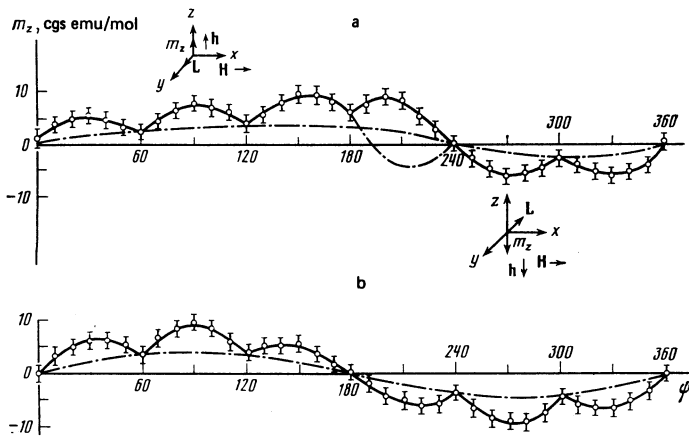 m_z, cgs emu/mol
a
z
m_z h
x
L H
y
10
0
-10
60 120 180 240 300 360
z L
x
y m_z
h H
b
10
0
-10
60 120 180 240 300 360
φ